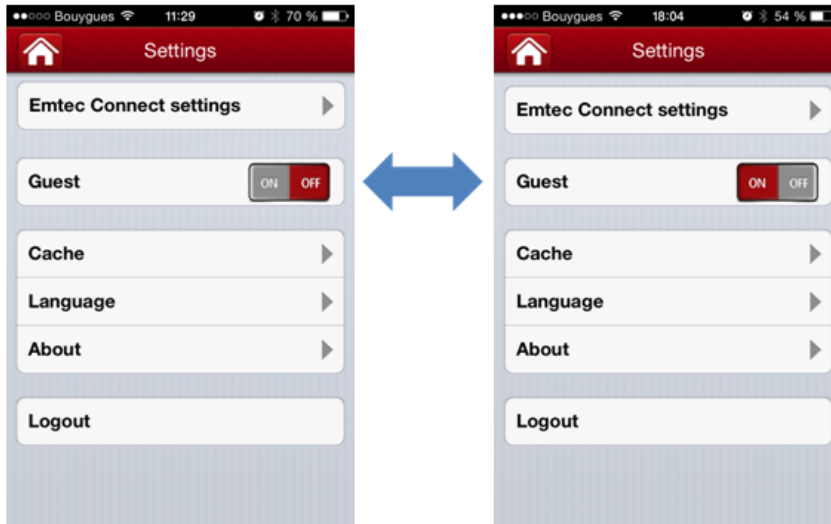 Bouygues 11:29 70 %
Settings
Emtec Connect settings
Guest ON OFF
Cache
Language
About
Logout
Bouygues 18:04 54 %
Settings
Emtec Connect settings
Guest ON OFF
Cache
Language
About
Logout